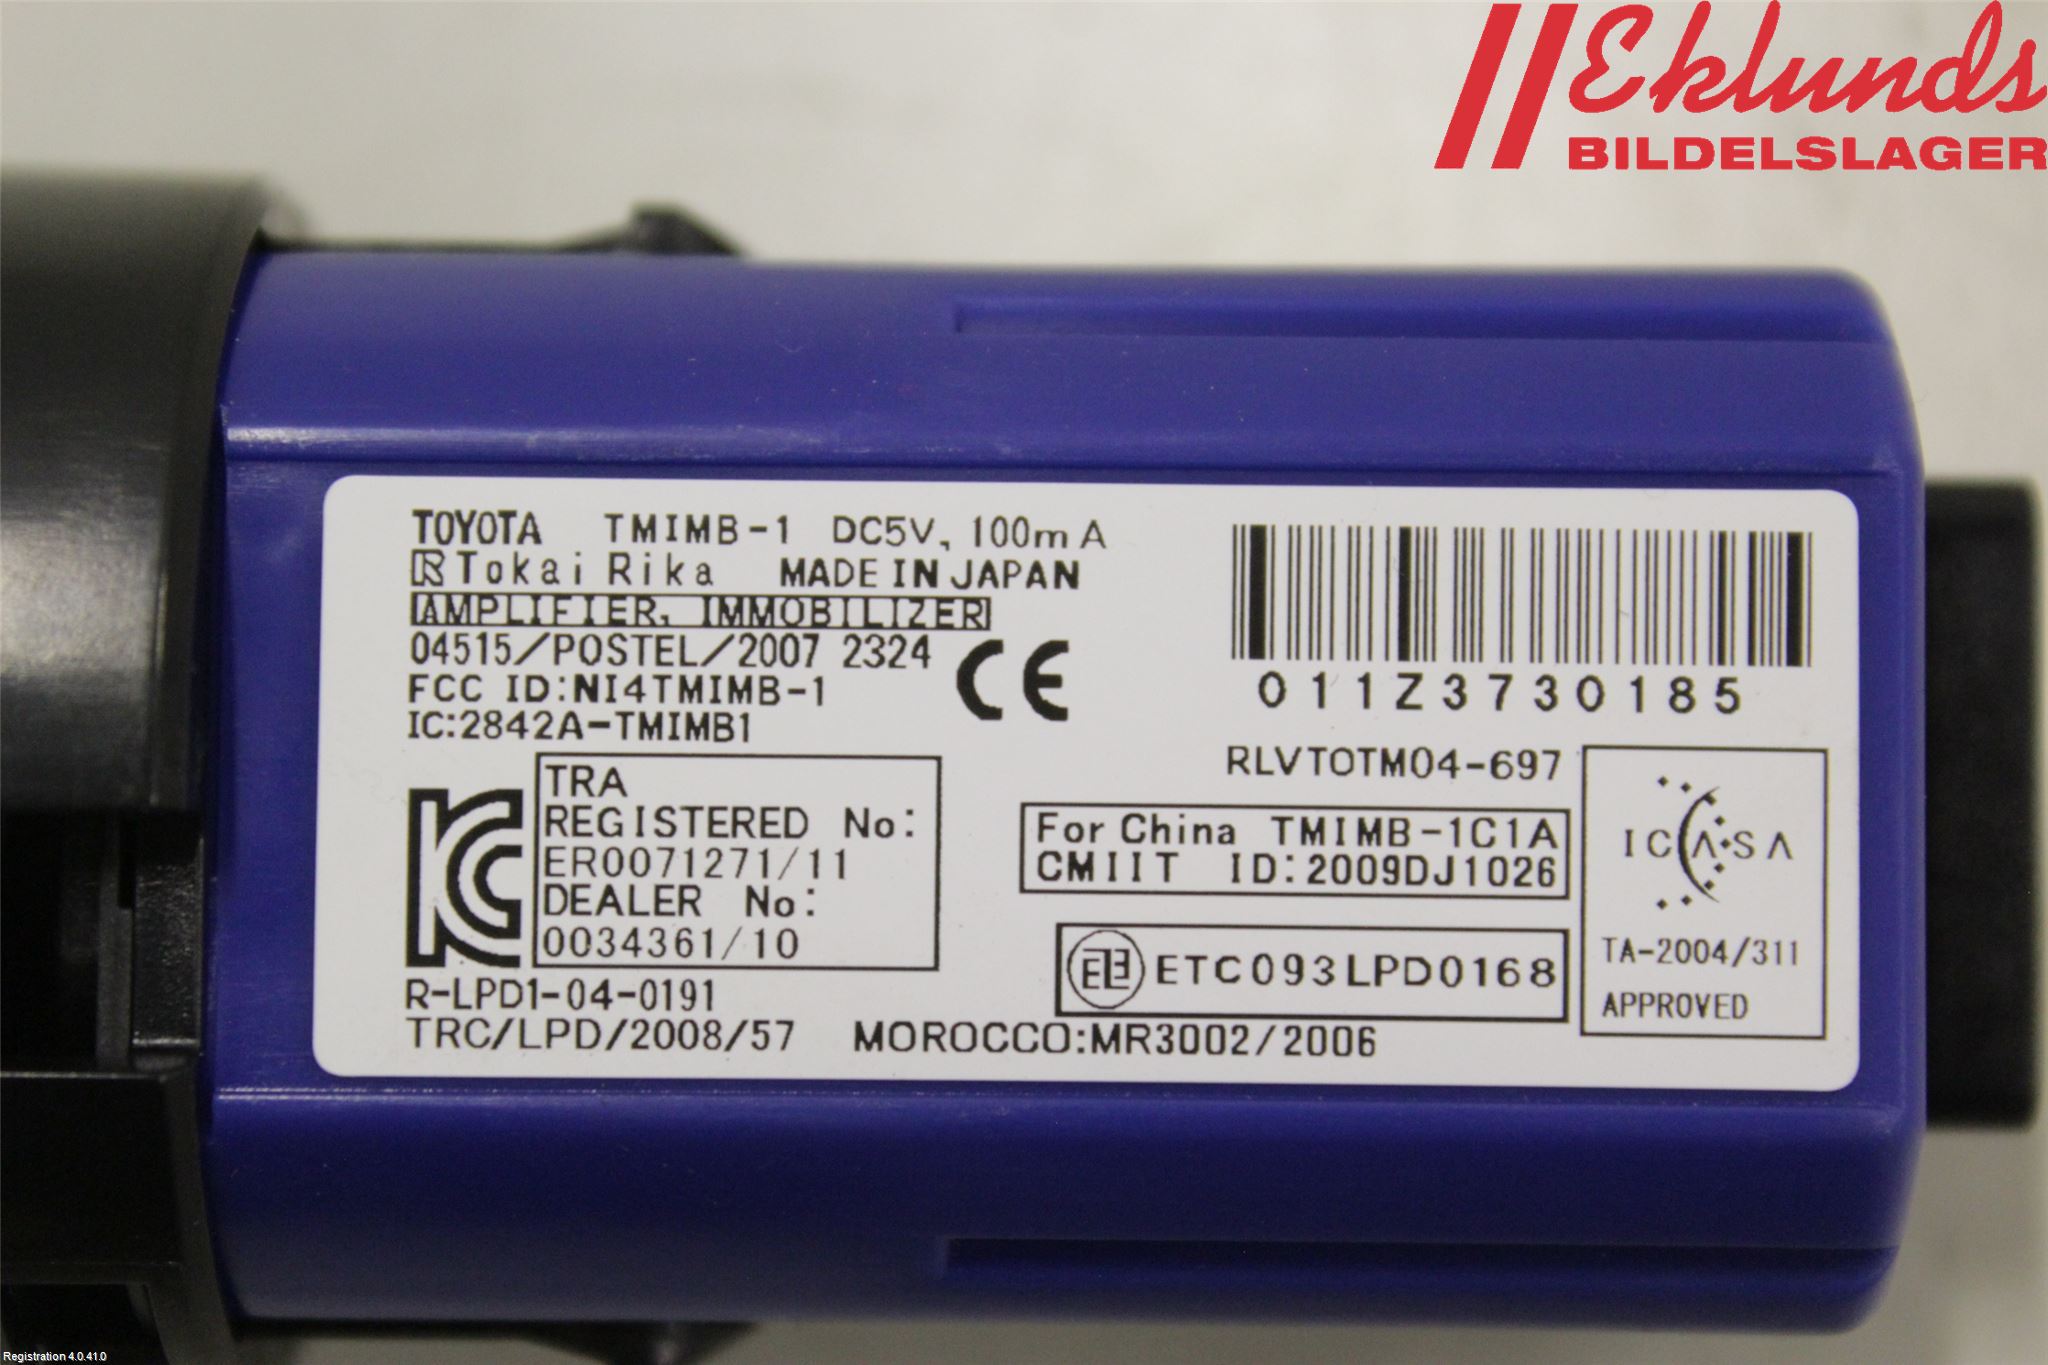 Eklunds
BILDELSLAGER
TOYOTA TMIMB-1 DC5V, 100mA
R Tokai Rika MADE IN JAPAN
AMPLIFIER, IMMOBILIZER
04515/POSTEL/2007 2324
CE
FCC ID:NI4TMIMB-1
IC:2842A-TMIMB1
011Z3730185
RLVTOTM04-697
KC
TRA
REGISTERED No:
ER0071271/11
DEALER No:
0034361/10
For China TMIMB-1C1A
CMIIT ID:2009DJ1026
ETC093LPD0168
ICASA
TA-2004/311
APPROVED
R-LPD1-04-0191
TRC/LPD/2008/57 MOROCCO:MR3002/2006
Registration 4.0.41.0